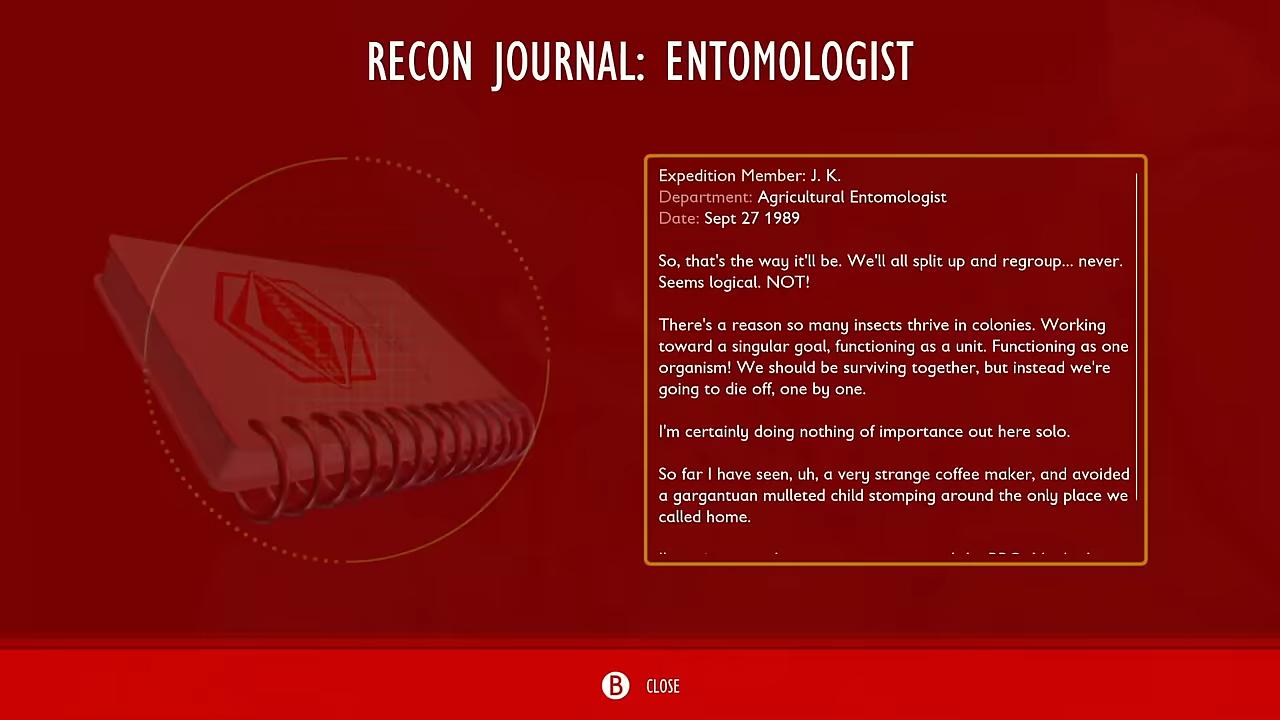 RECON JOURNAL: ENTOMOLOGIST
Expedition Member: J. K.
Department: Agricultural Entomologist
Date: Sept 27 1989
So, that's the way it'll be. We'll all split up and regroup... never.
Seems logical. NOT!
There's a reason so many insects thrive in colonies. Working
toward a singular goal, functioning as a unit. Functioning as one
organism! We should be surviving together, but instead we're
going to die off, one by one.
I'm certainly doing nothing of importance out here solo.
So far I have seen, uh, a very strange coffee maker, and avoided
a gargantuan mulleted child stomping around the only place we
called home.
B CLOSE